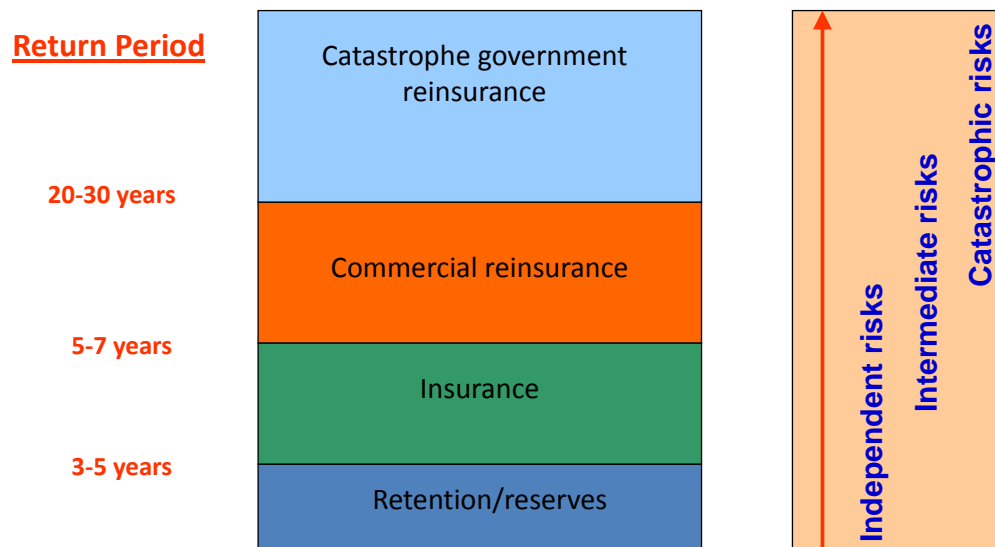 Return Period
Catastrophe government
reinsurance
20-30 years
Commercial reinsurance
5-7 years
Insurance
3-5 years
Retention/reserves
Independent risks
Intermediate risks
Catastrophic risks